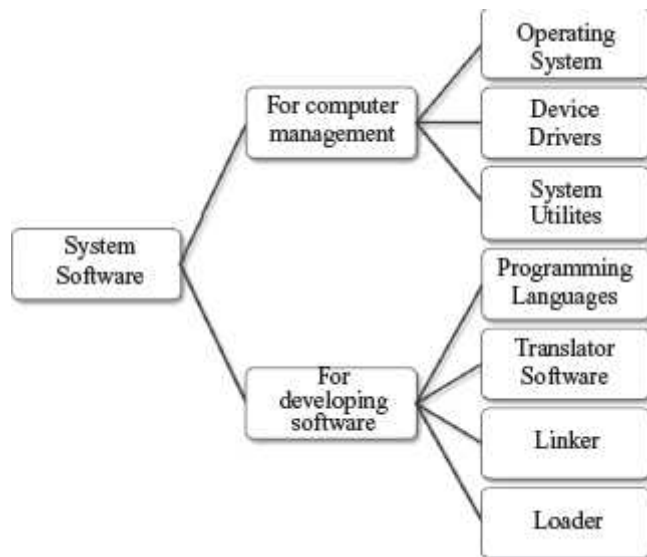 System
Software
For computer
management
Operating
System
Device
Drivers
System
Utilites
For
developing
software
Programming
Languages
Translator
Software
Linker
Loader